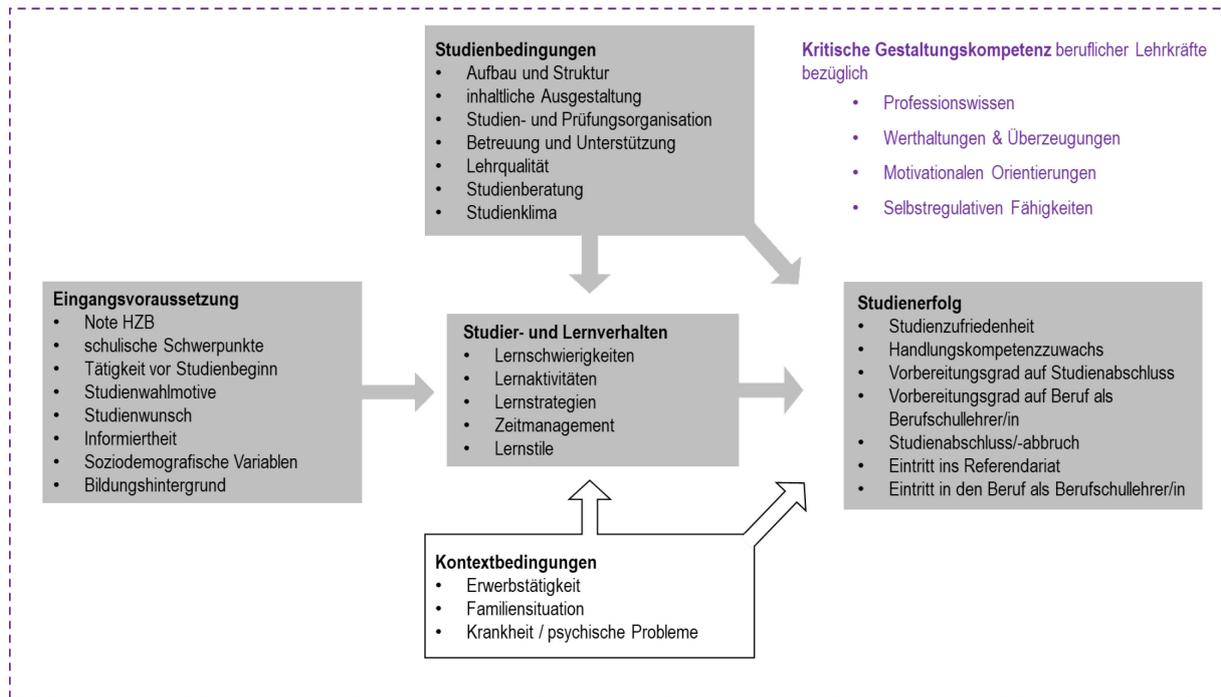 Studienbedingungen
• Aufbau und Struktur
• inhaltliche Ausgestaltung
• Studien- und Prüfungsorganisation
• Betreuung und Unterstützung
• Lehrqualität
• Studienberatung
• Studienklima
Kritische Gestaltungskompetenz beruflicher Lehrkräfte
bezüglich
• Professionswissen
• Werthaltungen & Überzeugungen
• Motivationalen Orientierungen
• Selbstregulativen Fähigkeiten
Eingangsvoraussetzung
• Note HZB
• schulische Schwerpunkte
• Tätigkeit vor Studienbeginn
• Studienwahlmotive
• Studienwunsch
• Informiertheit
• Soziodemografische Variablen
• Bildungshintergrund
Studier- und Lernverhalten
• Lernschwierigkeiten
• Lernaktivitäten
• Lernstrategien
• Zeitmanagement
• Lernstile
Studienerfolg
• Studienzufriedenheit
• Handlungskompetenzzuwachs
• Vorbereitungsgrad auf Studienabschluss
• Vorbereitungsgrad auf Beruf als
Berufschullehrer/in
• Studienabschluss/-abbruch
• Eintritt ins Referendariat
• Eintritt in den Beruf als Berufschullehrer/in
Kontextbedingungen
• Erwerbstätigkeit
• Familiensituation
• Krankheit / psychische Probleme